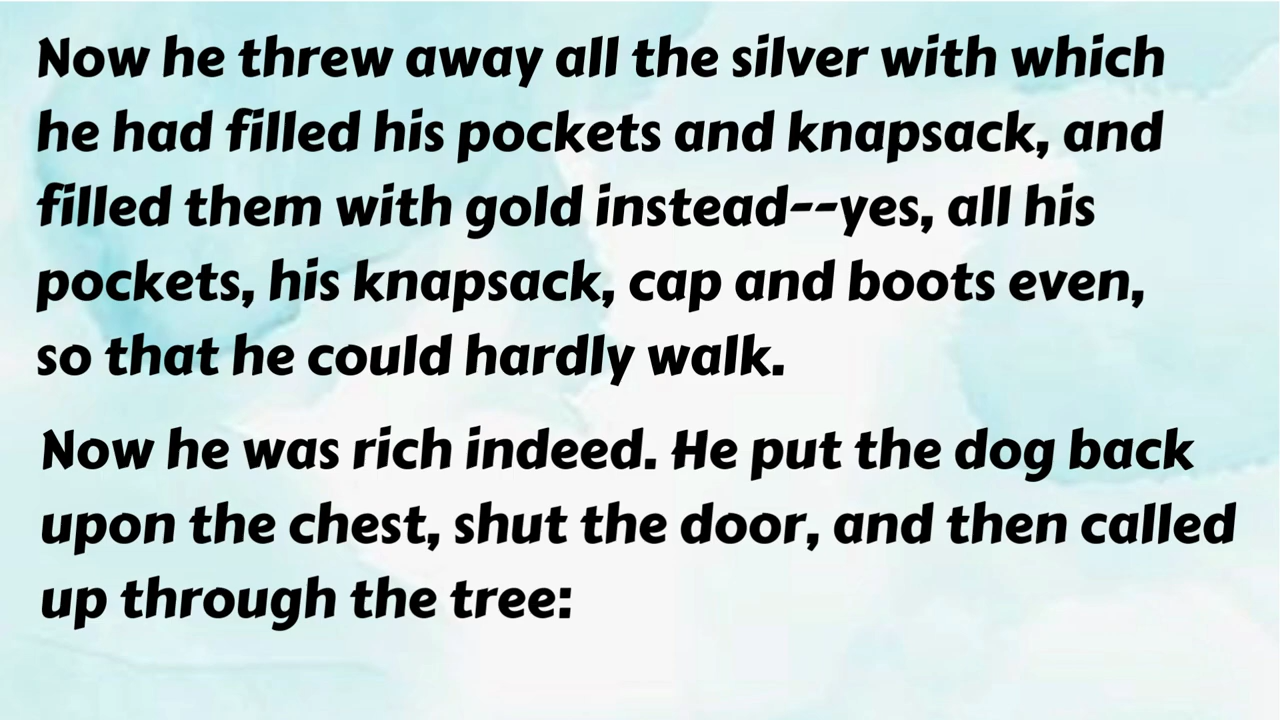 Now he threw away all the silver with which
he had filled his pockets and knapsack, and
filled them with gold instead--yes, all his
pockets, his knapsack, cap and boots even,
so that he could hardly walk.
Now he was rich indeed. He put the dog back
upon the chest, shut the door, and then called
up through the tree: